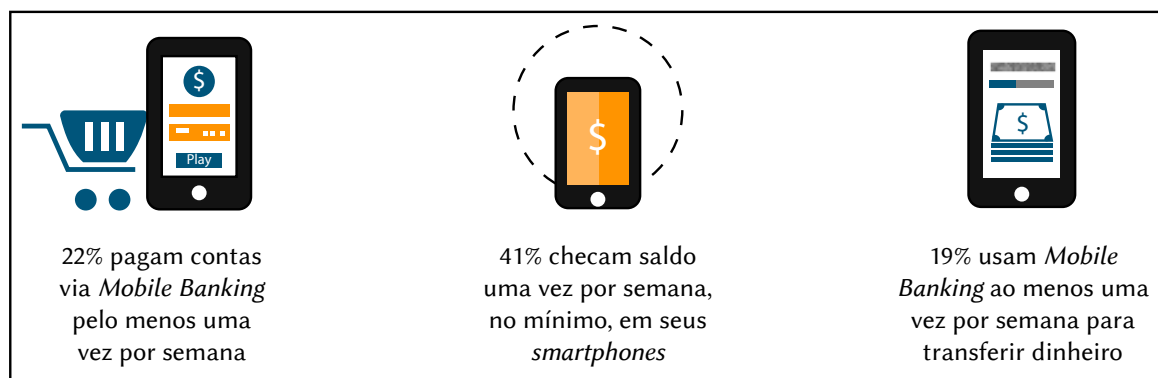 $
Play
22% pagam contas
via Mobile Banking
pelo menos uma
vez por semana
$
41% checam saldo
uma vez por semana,
no mínimo, em seus
smartphones
$
19% usam Mobile
Banking ao menos uma
vez por semana para
transferir dinheiro